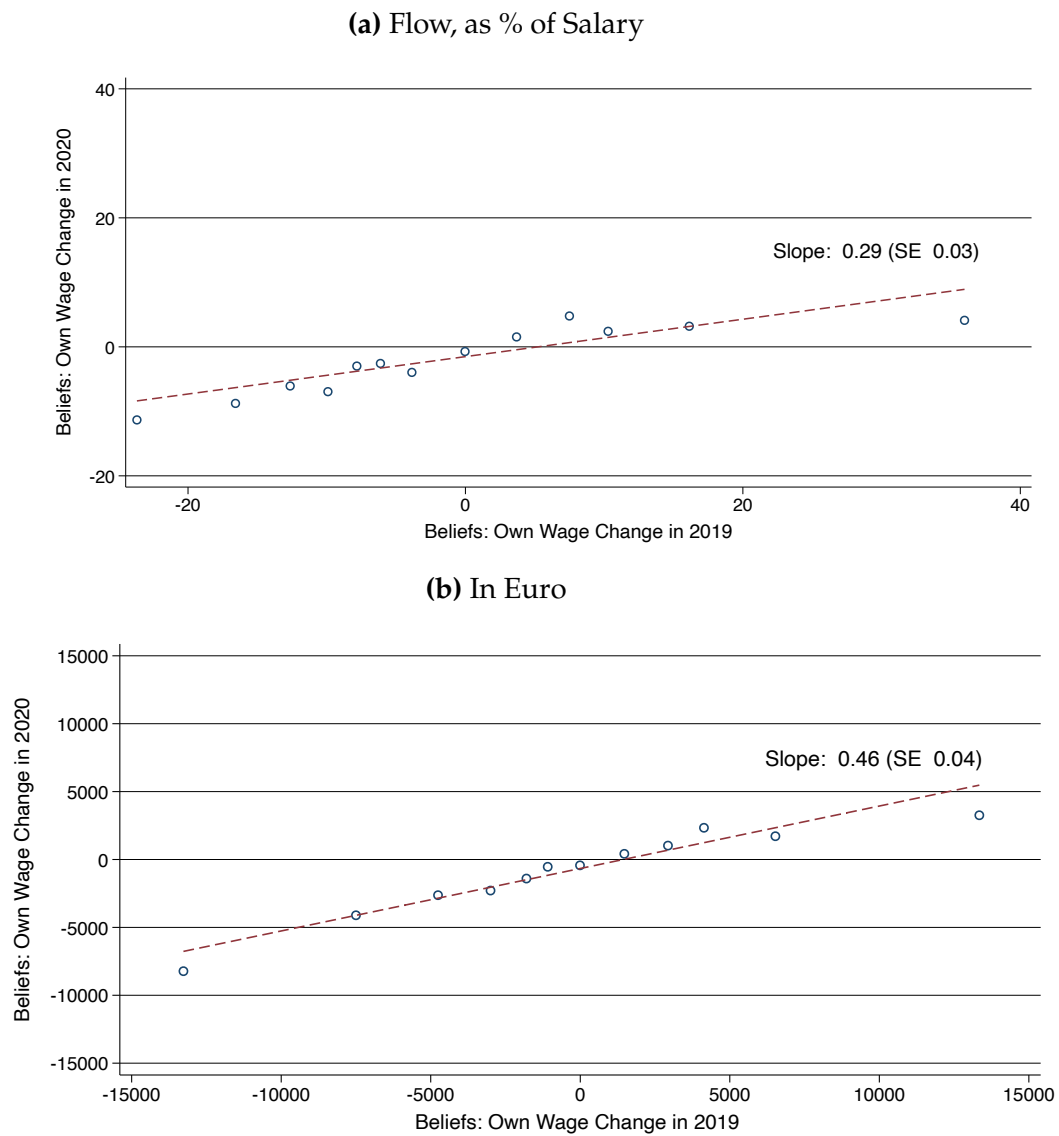 (a) Flow, as % of Salary
40
20
0
-20
Beliefs: Own Wage Change in 2020
Slope:  0.29 (SE  0.03)
-20 0 20 40
Beliefs: Own Wage Change in 2019
(b) In Euro
15000
10000
5000
0
-5000
-10000
-15000
Beliefs: Own Wage Change in 2020
Slope:  0.46 (SE  0.04)
-15000 -10000 -5000 0 5000 10000 15000
Beliefs: Own Wage Change in 2019